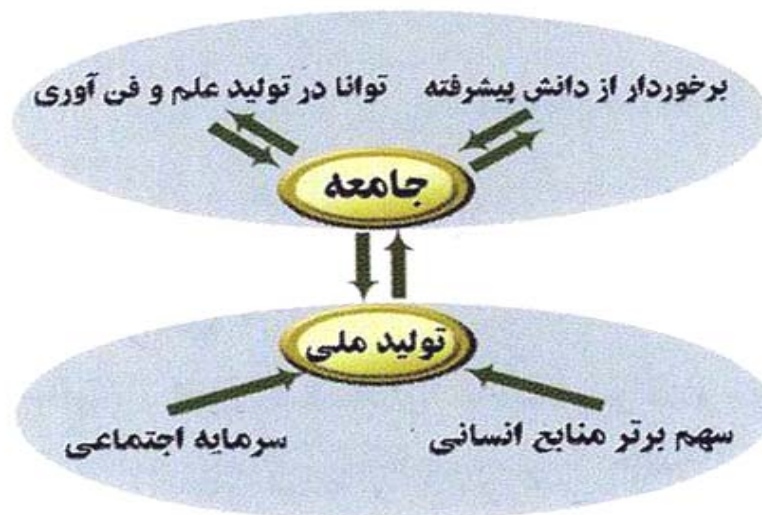 برخوردار از دانش پیشرفته
توانا در تولید علم و فن آوری
جامعه
تولید ملی
سهم برتر منابع انسانی
سرمایه اجتماعی